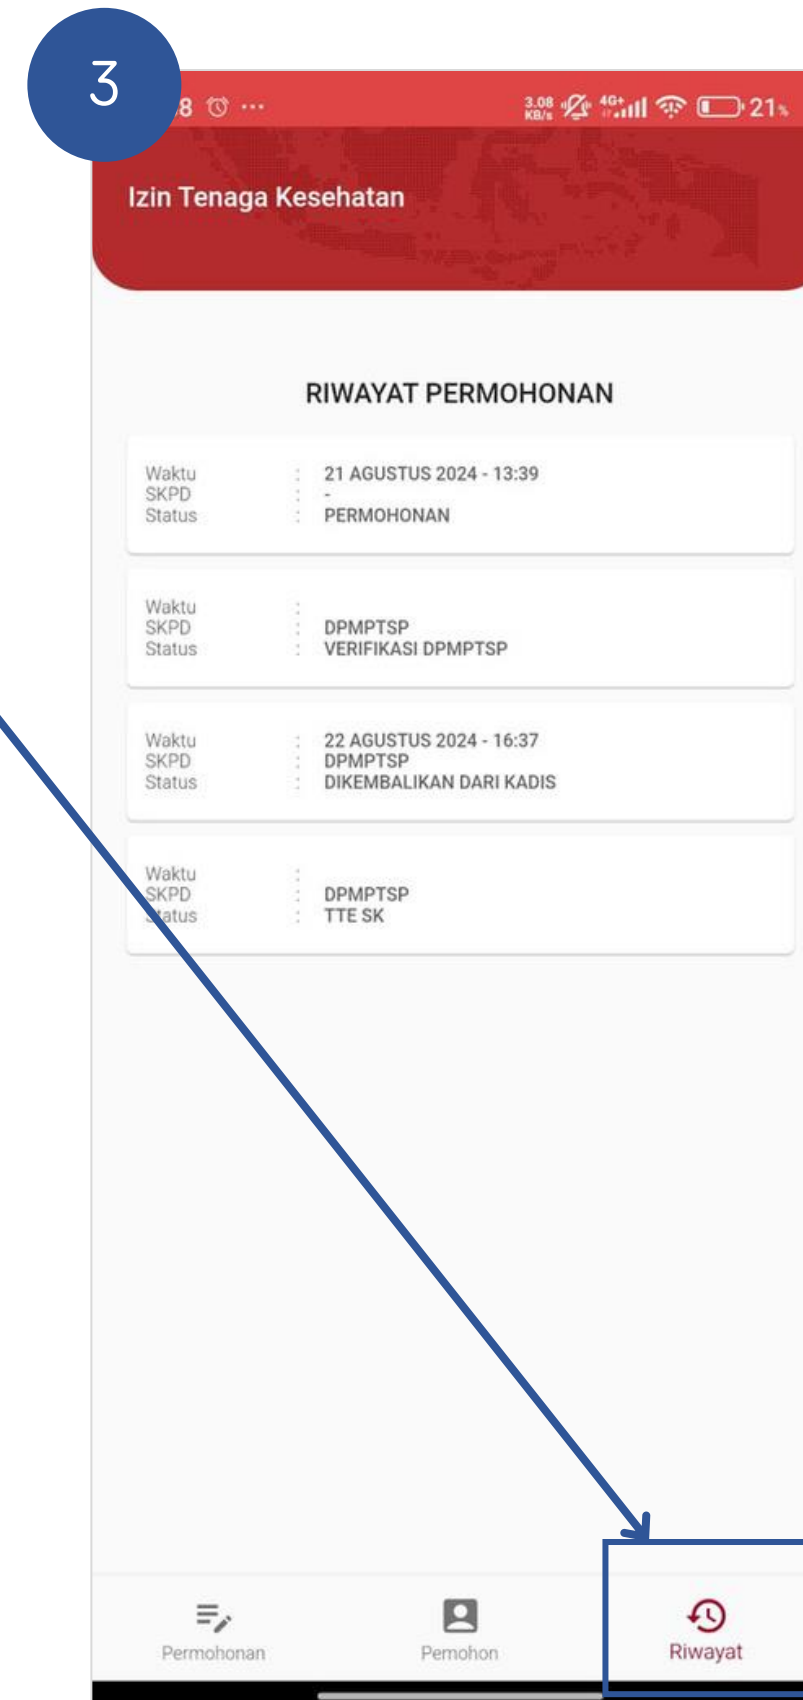 3
8 ...
3.08 KB/s 4G+ 21%
Izin Tenaga Kesehatan
RIWAYAT PERMOHONAN
Waktu : 21 AGUSTUS 2024 - 13:39
SKPD : -
Status : PERMOHONAN
Waktu :
SKPD : DPMPTSP
Status : VERIFIKASI DPMPTSP
Waktu : 22 AGUSTUS 2024 - 16:37
SKPD : DPMPTSP
Status : DIKEMBALIKAN DARI KADIS
Waktu :
SKPD : DPMPTSP
Status : TTE SK
Permohonan Pemohon Riwayat